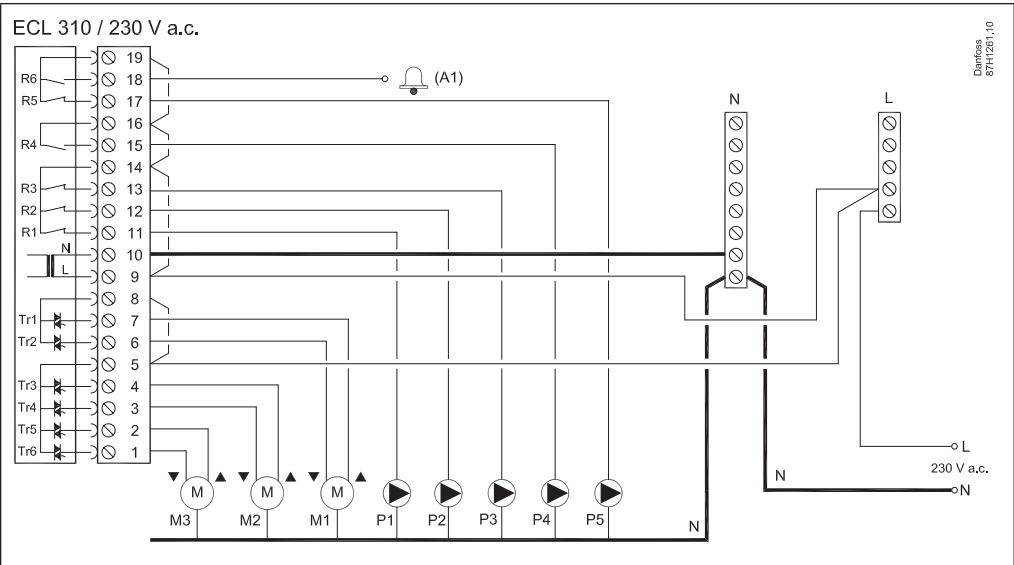 ECL 310 / 230 V a.c.
Danfoss
87H1261.10
19
R6 18 (A1)
R5 17
N L
16
R4 15
14
R3 13
R2 12
R1 11
N 10
L 9
8
Tr1 7
Tr2 6
5
Tr3 4
Tr4 3
Tr5 2
Tr6 1
L
230 V a.c.
N N
M M M
M3 M2 M1 P1 P2 P3 P4 P5 N